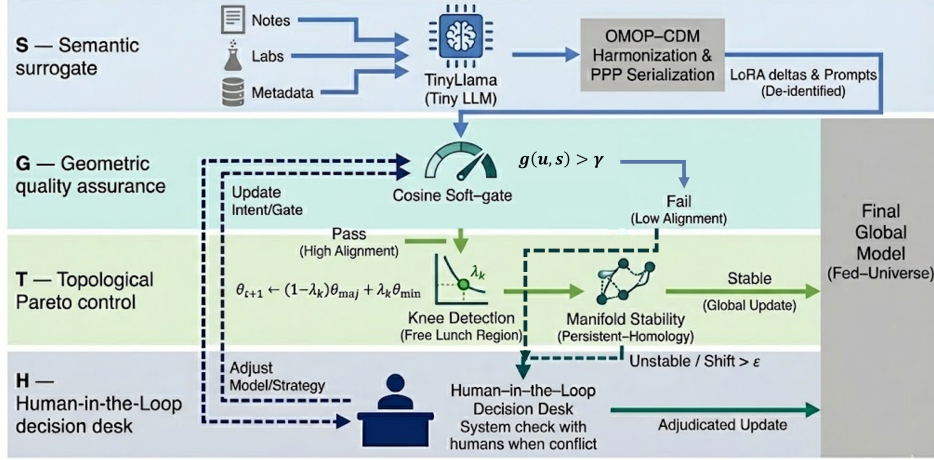 S — Semantic
surrogate
Notes
Labs
Metadata
TinyLlama
(Tiny LLM)
OMOP–CDM
Harmonization &
PPP Serialization
LoRA deltas & Prompts
(De-identified)
G — Geometric
quality assurance
Update
Intent/Gate
Cosine Soft–gate
g(u, s) > γ
Fail
(Low Alignment)
Pass
(High Alignment)
T — Topological
Pareto control
θₜ₊₁ ← (1−λₖ)θmaj + λₖθmin
λₖ
Knee Detection
(Free Lunch Region)
Manifold Stability
(Persistent–Homology)
Stable
(Global Update)
Final
Global
Model
(Fed–Universe)
H —
Human-in-the-Loop
decision desk
Adjust
Model/Strategy
Unstable / Shift > ε
Human–in–the–Loop
Decision Desk
System check with
humans when conflict
Adjudicated Update